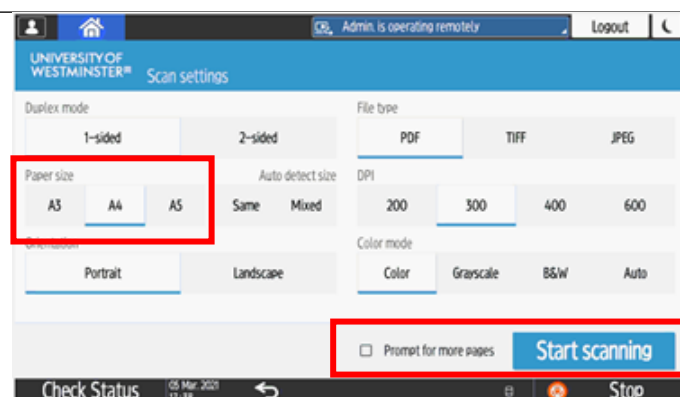 Admin. is operating remotely Logout
UNIVERSITY OF
WESTMINSTER Scan settings
Duplex mode File type
1-sided 2-sided PDF TIFF JPEG
Paper size Auto detect size DPI
A3 A4 A5 Same Mixed 200 300 400 600
Orientation Color mode
Portrait Landscape Color Grayscale B&W Auto
Prompt for more pages Start scanning
Check Status 05 Mar. 2021 Stop